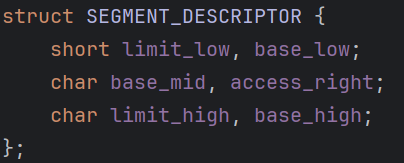 struct SEGMENT_DESCRIPTOR {
    short limit_low, base_low;
    char base_mid, access_right;
    char limit_high, base_high;
};